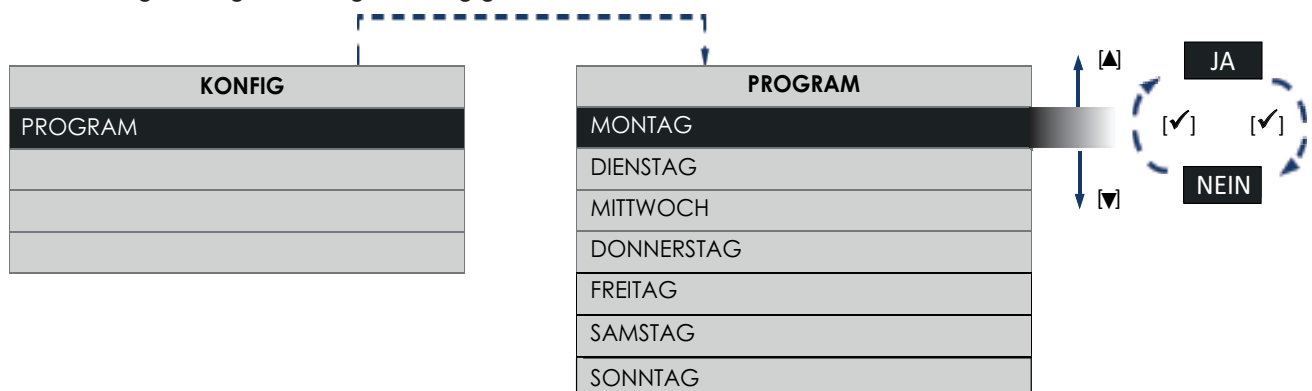 KONFIG
PROGRAM
PROGRAM
MONTAG
DIENSTAG
MITTWOCH
DONNERSTAG
FREITAG
SAMSTAG
SONNTAG
[▲]
JA
[✓] [✓]
NEIN
[▼]